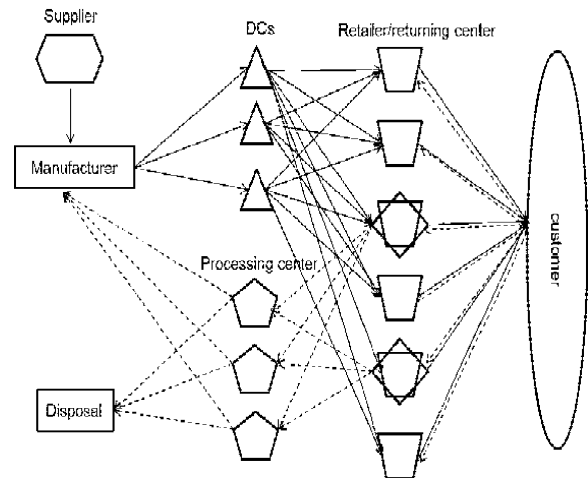 Supplier
DCs
Retailer/returning center
Manufacturer
Processing center
Disposal
customer